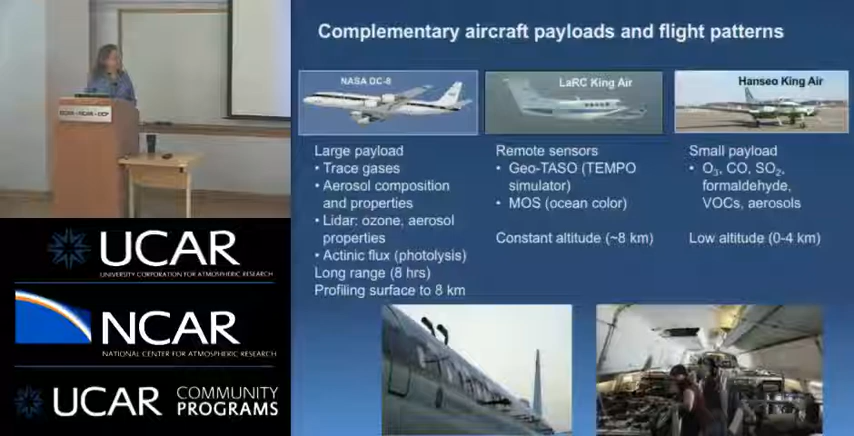 Complementary aircraft payloads and flight patterns
NASA DC-8
LaRC King Air
Hanseo King Air
Large payload
• Trace gases
• Aerosol composition
and properties
• Lidar: ozone, aerosol
properties
• Actinic flux (photolysis)
Long range (8 hrs)
Profiling surface to 8 km
Remote sensors
• Geo-TASO (TEMPO
simulator)
• MOS (ocean color)
Constant altitude (~8 km)
Small payload
• O₃, CO, SO₂,
formaldehyde,
VOCs, aerosols
Low altitude (0-4 km)
UCAR
UNIVERSITY CORPORATION FOR ATMOSPHERIC RESEARCH
NCAR
NATIONAL CENTER FOR ATMOSPHERIC RESEARCH
UCAR COMMUNITY
PROGRAMS